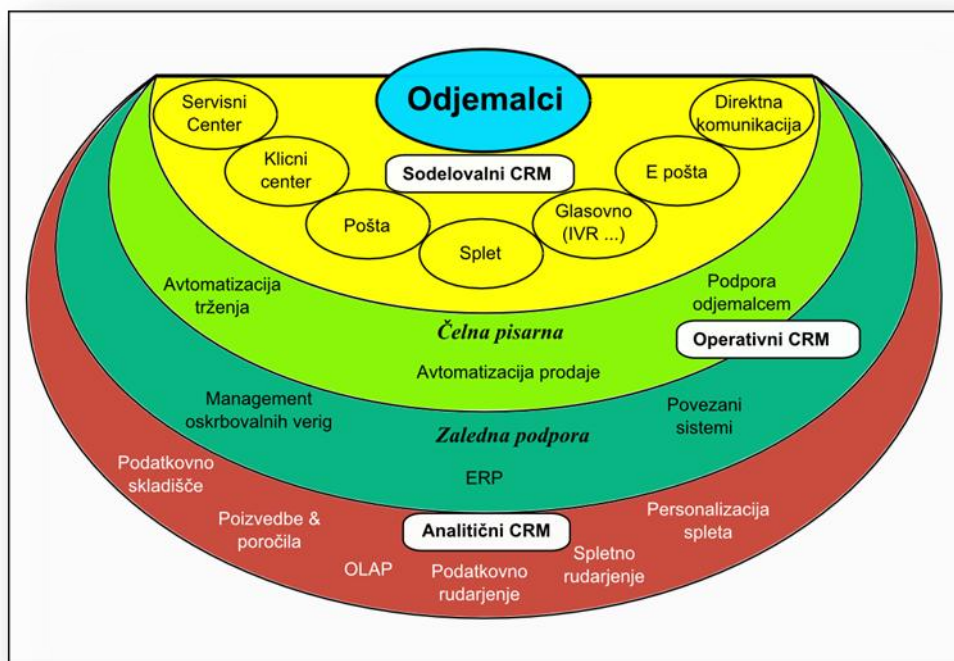 Odjemalci
Servisni
Center
Direktna
komunikacija
Klicni
center
Sodelovalni CRM
E pošta
Pošta
Glasovno
(IVR ...)
Splet
Avtomatizacija
trženja
Podpora
odjemalcem
Čelna pisarna
Operativni CRM
Avtomatizacija prodaje
Management
oskrbovalnih verig
Povezani
sistemi
Zaledna podpora
ERP
Podatkovno
skladišče
Poizvedbe &
poročila
Analitični CRM
Personalizacija
spleta
OLAP
Podatkovno
rudarjenje
Spletno
rudarjenje